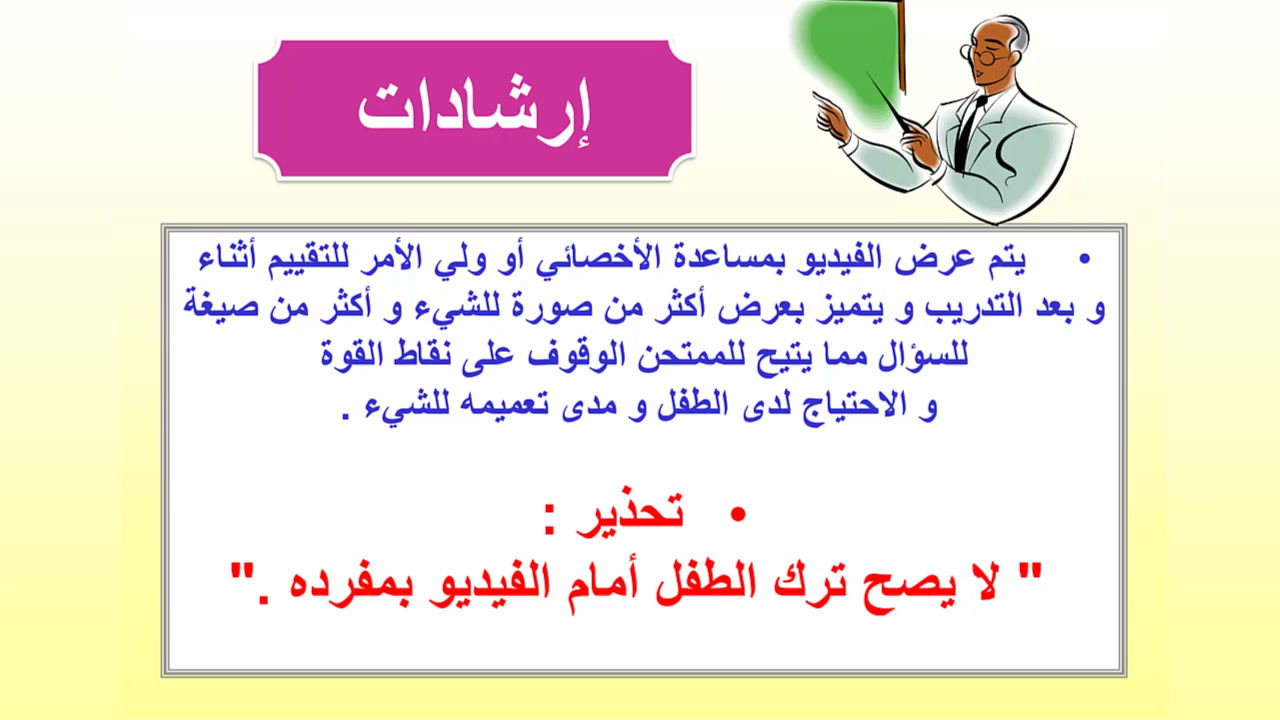 إرشادات
• يتم عرض الفيديو بمساعدة الأخصائي أو ولي الأمر للتقييم أثناء
و بعد التدريب و يتميز بعرض أكثر من صورة للشيء و أكثر من صيغة
للسؤال مما يتيح للممتحن الوقوف على نقاط القوة
و الاحتياج لدى الطفل و مدى تعميمه للشيء .
• تحذير :
" لا يصح ترك الطفل أمام الفيديو بمفرده ."